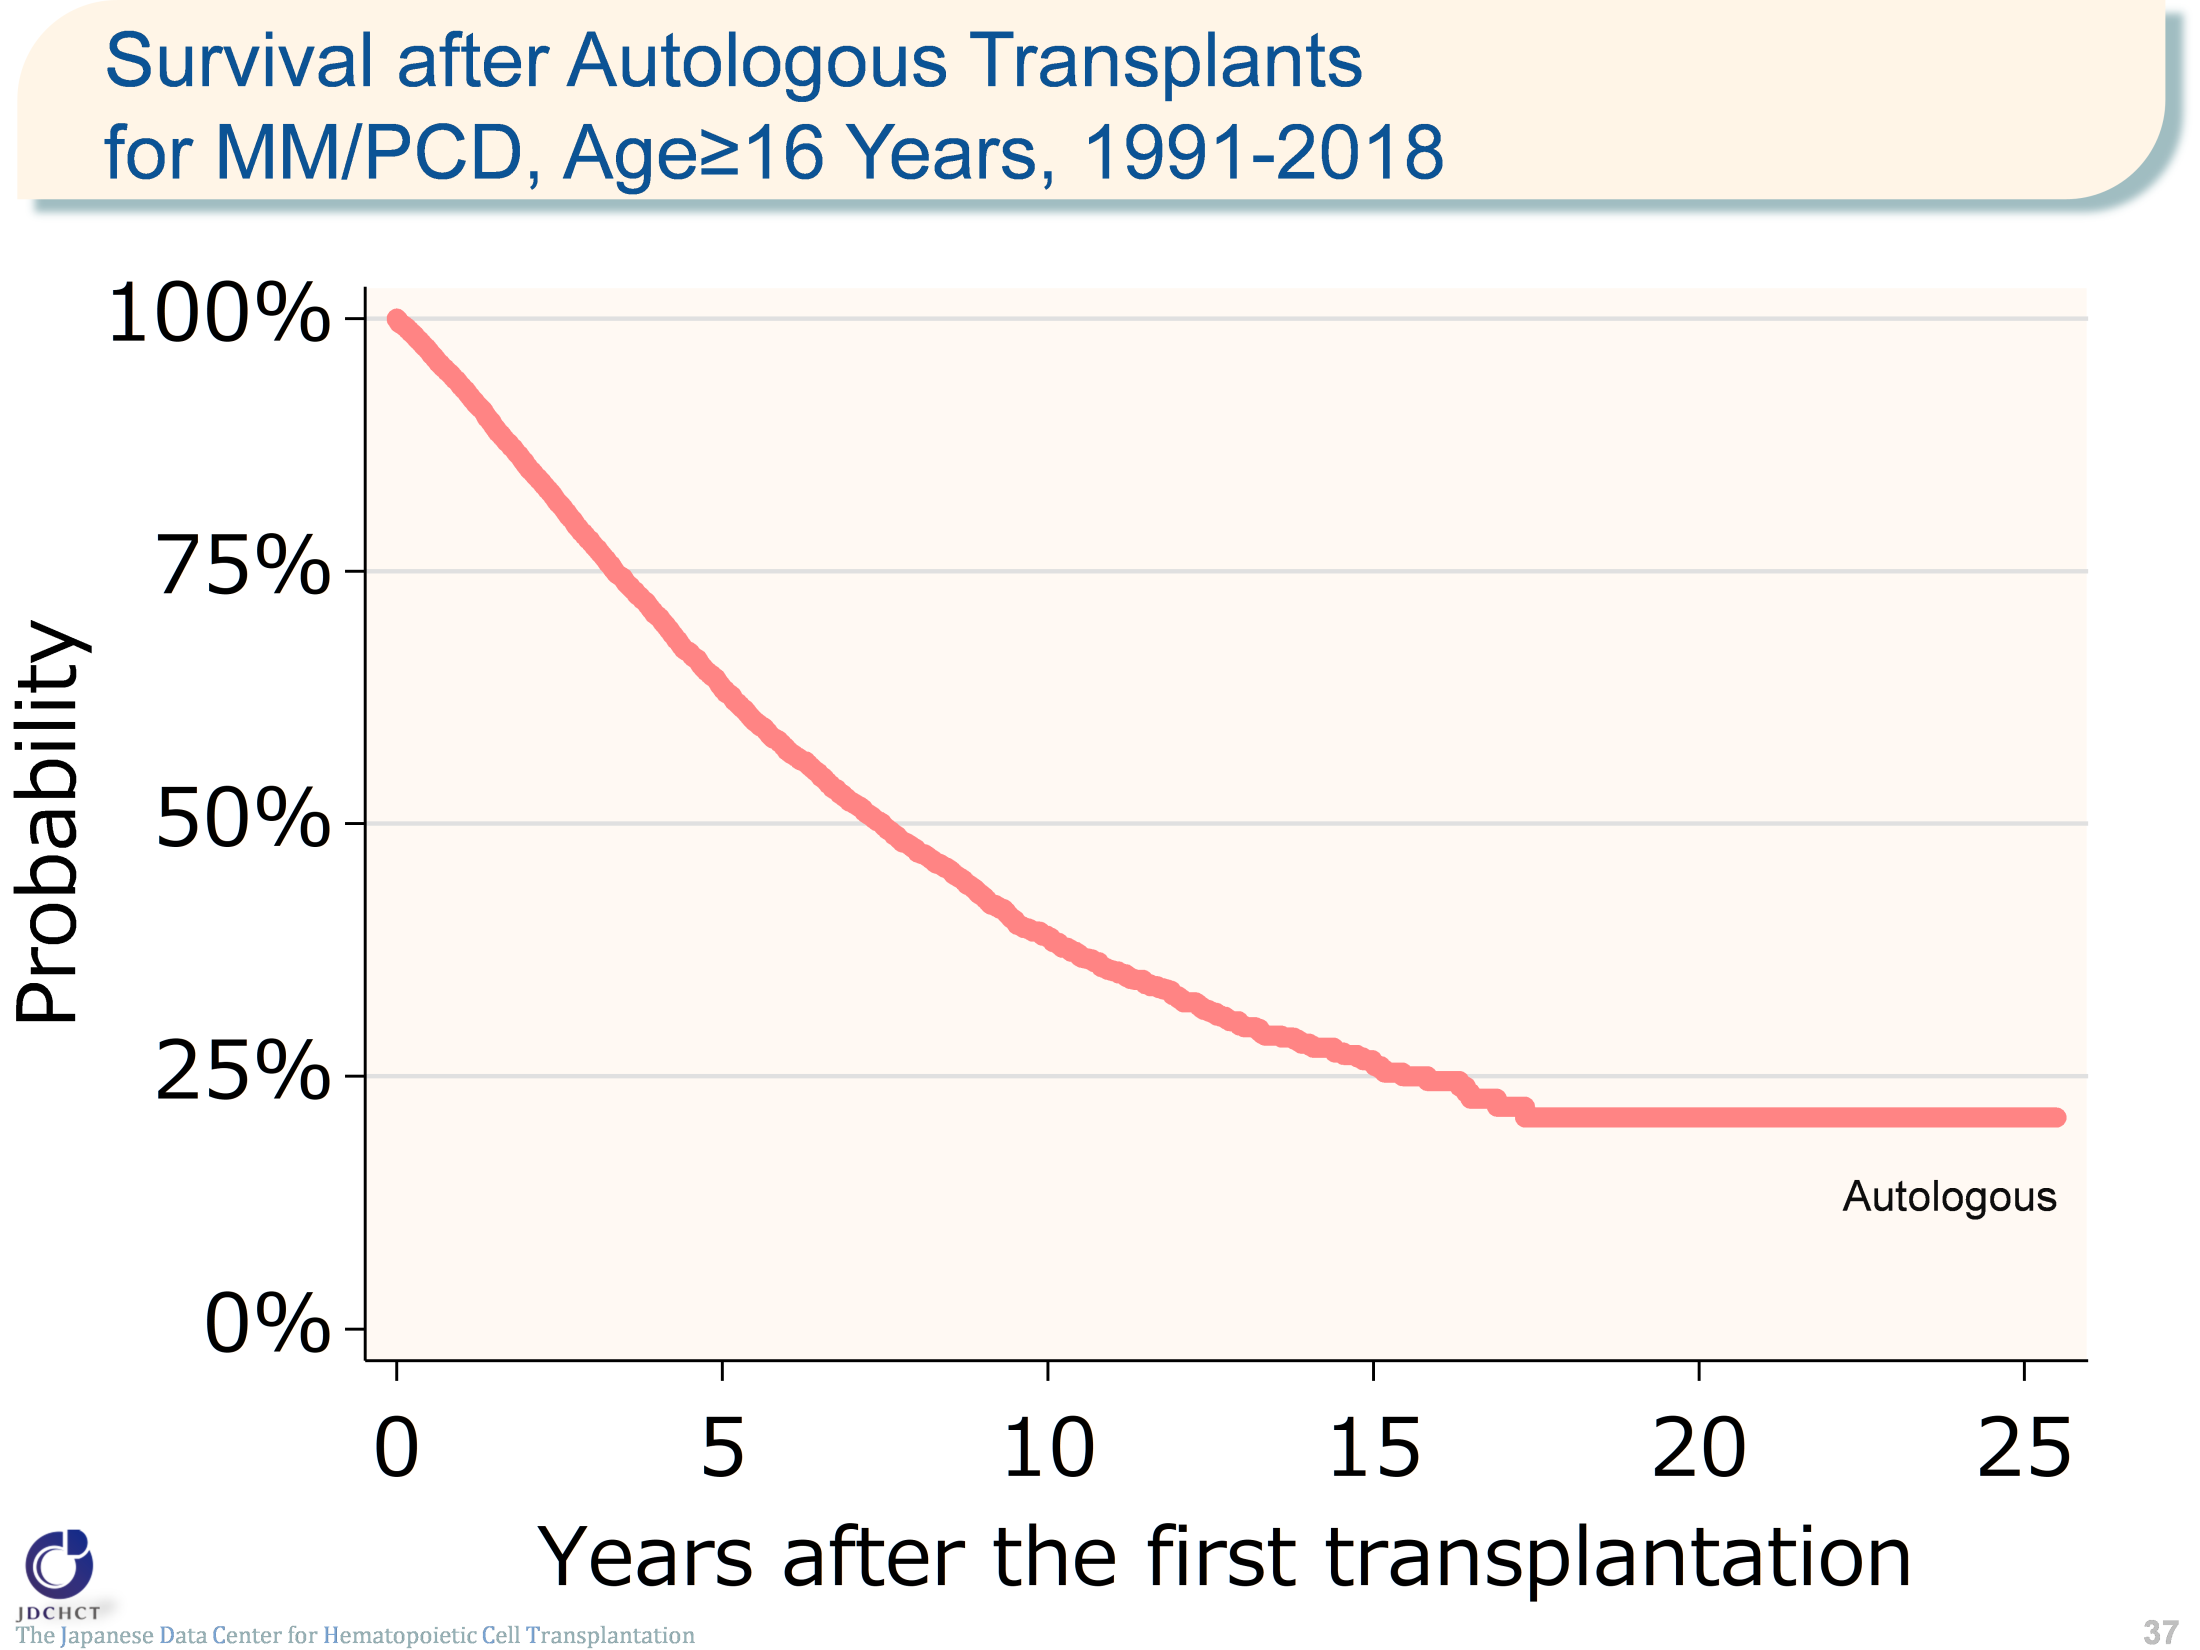 Survival after Autologous Transplants
for MM/PCD, Age≥16 Years, 1991-2018
100%
75%
50%
25%
0%
Probability
Autologous
0 5 10 15 20 25
Years after the first transplantation
JDCHCT
The Japanese Data Center for Hematopoietic Cell Transplantation
37